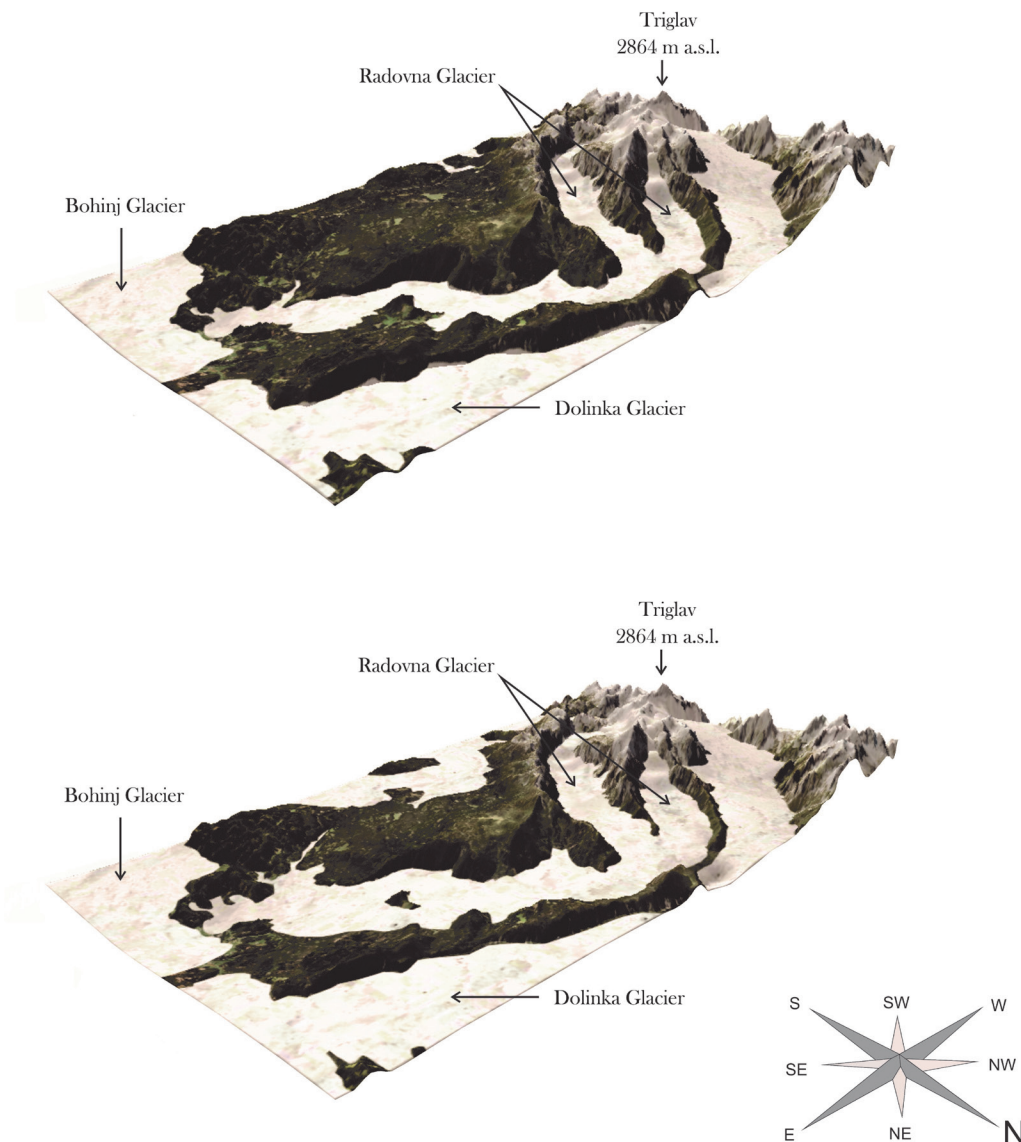 Triglav
2864 m a.s.l.
Radovna Glacier
Bohinj Glacier
Dolinka Glacier
Triglav
2864 m a.s.l.
Radovna Glacier
Bohinj Glacier
Dolinka Glacier
S
SW
W
SE
NW
E
NE
N